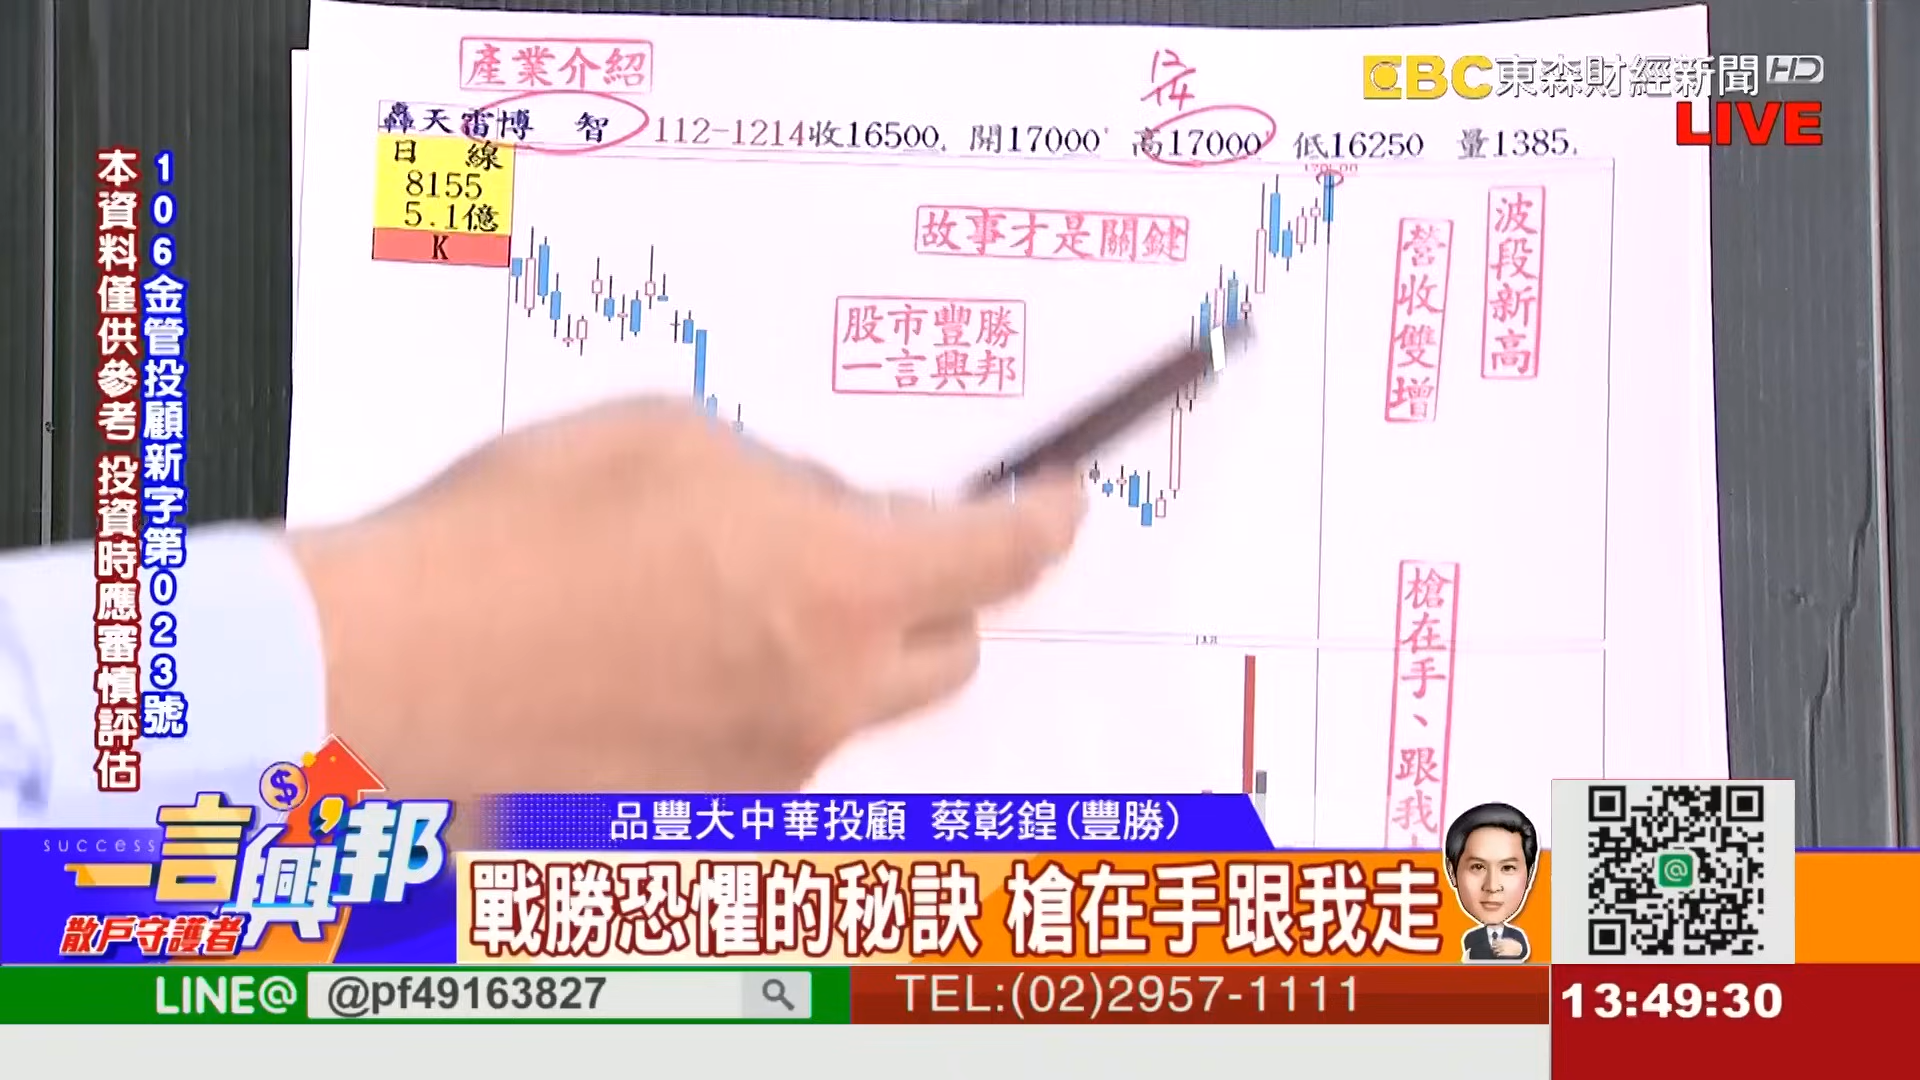 產業介紹
12/14
EBC東森財經新聞HD
LIVE
轟天雷博 智
112-1214收16500, 開17000' 高17000' 低16250 量1385.
日 線
8155
5.1億
K
故事才是關鍵
股市豐勝
一言興邦
營收雙增
波段新高
槍在手、跟我
106金管投顧新字第023號
本資料僅供參考 投資時應審慎評估
success
一言興邦
散戶守護者
品豐大中華投顧 蔡彰鍠(豐勝)
戰勝恐懼的秘訣 槍在手跟我走
LINE@ @pf49163827
TEL:(02)2957-1111
13:49:30